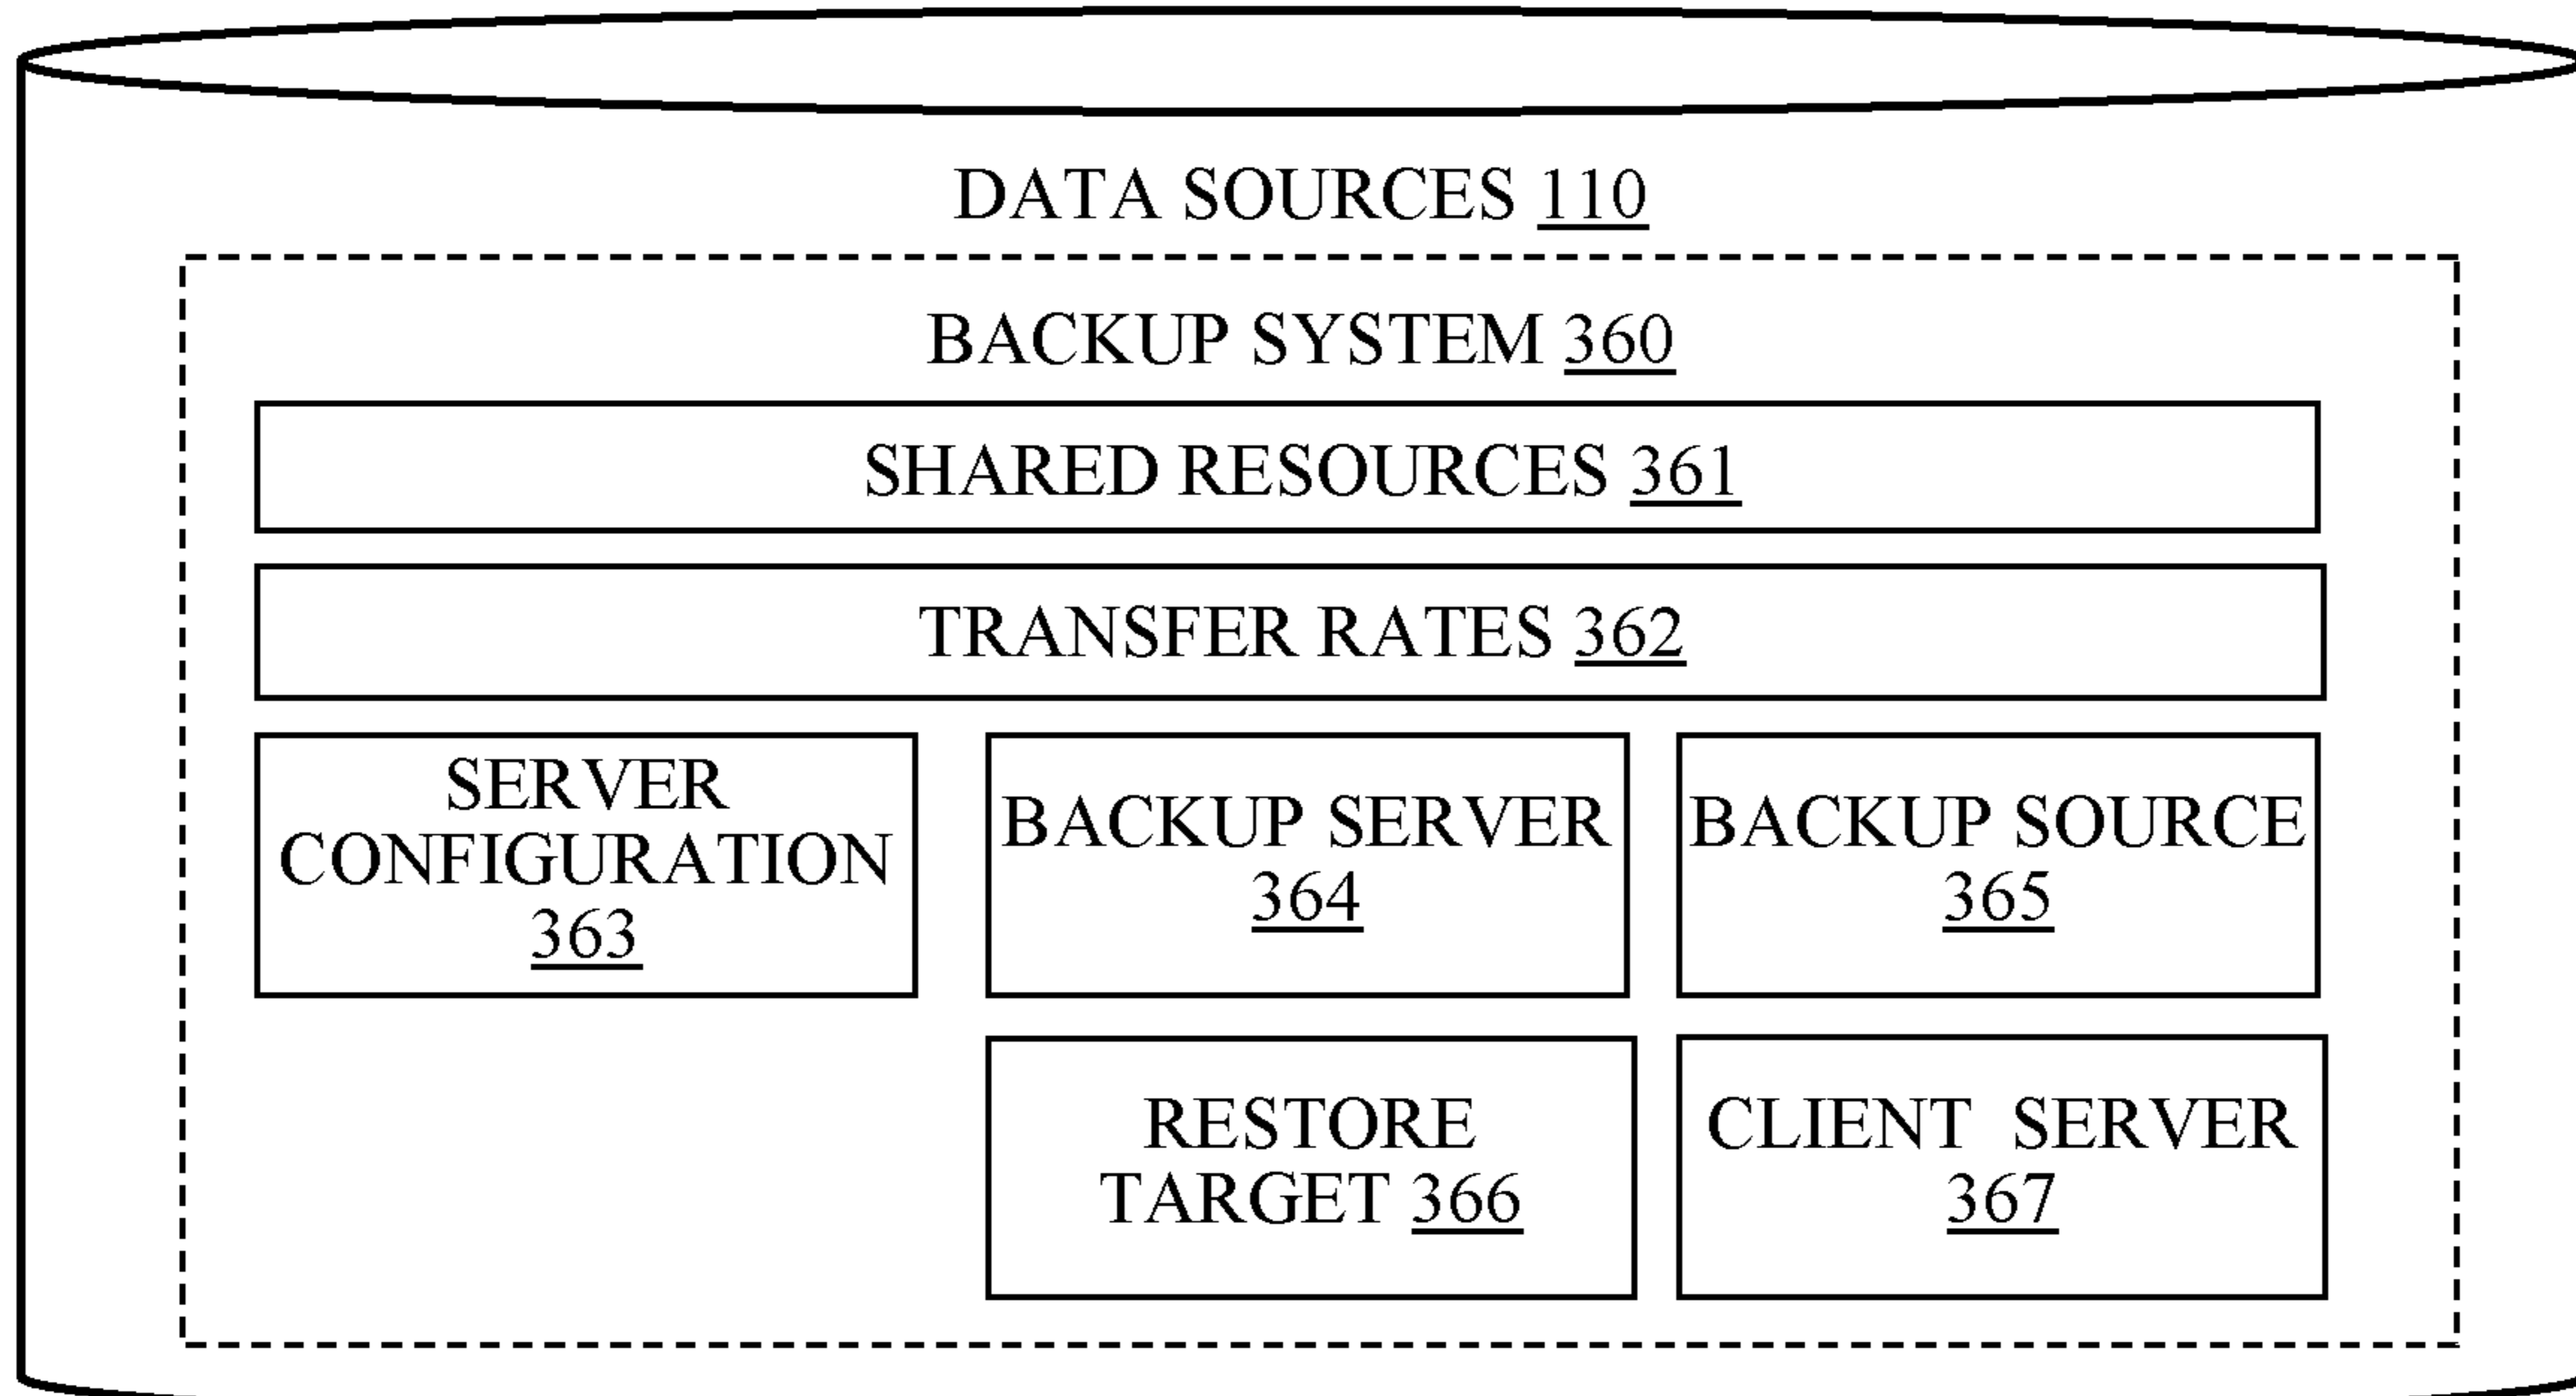 DATA SOURCES 110
BACKUP SYSTEM 360
SHARED RESOURCES 361
TRANSFER RATES 362
SERVER
CONFIGURATION
363
BACKUP SERVER
364
BACKUP SOURCE
365
RESTORE
TARGET 366
CLIENT SERVER
367